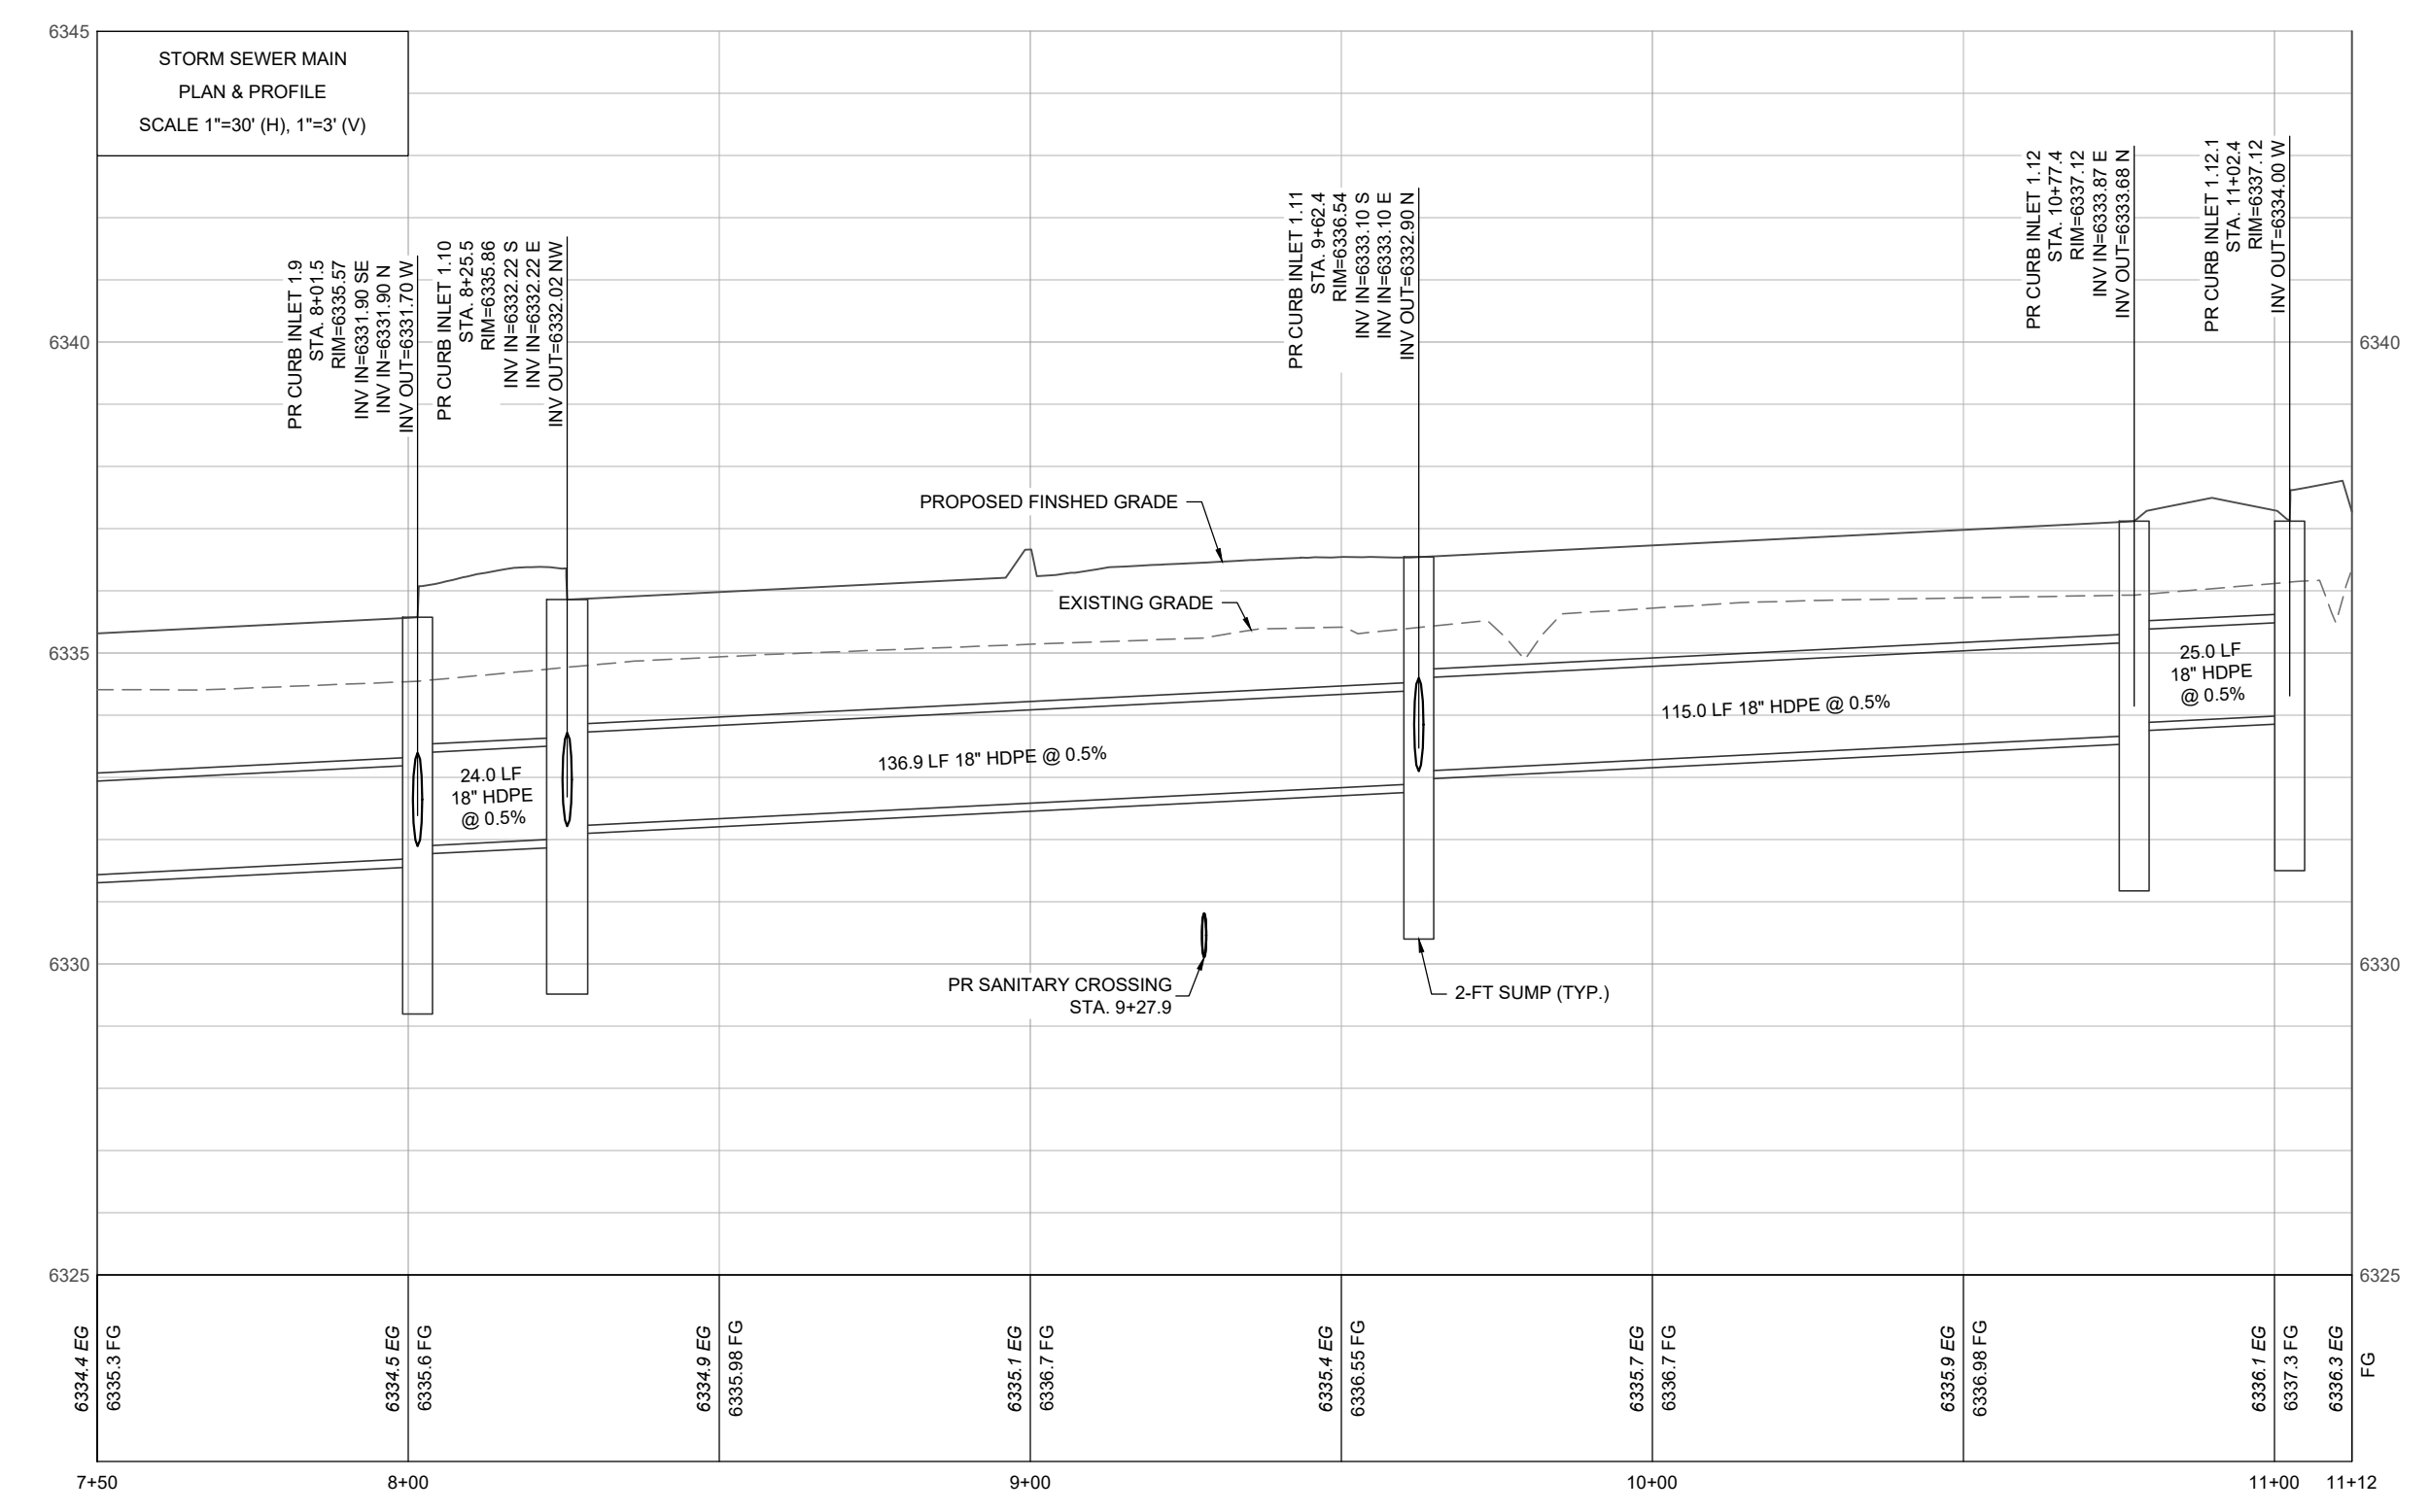 6345
STORM SEWER MAIN
PLAN & PROFILE
SCALE 1"=30' (H), 1"=3' (V)
PR CURB INLET 1.9
STA. 8+01.5
RIM=6335.57
INV IN=6331.90 SE
INV IN=6331.90 N
INV OUT=6331.70 W
PR CURB INLET 1.10
STA. 8+25.5
RIM=6335.86
INV IN=6332.22 S
INV IN=6332.22 E
INV OUT=6332.02 NW
PR CURB INLET 1.11
STA. 9+62.4
RIM=6336.54
INV IN=6333.10 S
INV IN=6333.10 E
INV OUT=6332.90 N
PR CURB INLET 1.12
STA. 10+77.4
RIM=6337.12
INV IN=6333.87 E
INV OUT=6333.68 N
PR CURB INLET 1.12.1
STA. 11+02.4
RIM=6337.12
INV OUT=6334.00 W
6340
6340
PROPOSED FINSHED GRADE
EXISTING GRADE
6335
24.0 LF
18" HDPE
@ 0.5%
136.9 LF 18" HDPE @ 0.5%
115.0 LF 18" HDPE @ 0.5%
25.0 LF
18" HDPE
@ 0.5%
6330
6330
PR SANITARY CROSSING
STA. 9+27.9
2-FT SUMP (TYP.)
6325
6325
6334.4 EG
6335.3 FG
6334.5 EG
6335.6 FG
6334.9 EG
6335.98 FG
6335.1 EG
6336.7 FG
6335.4 EG
6336.55 FG
6335.7 EG
6336.7 FG
6335.9 EG
6336.98 FG
6336.1 EG
6337.3 FG
6336.3 EG
FG
7+50
8+00
9+00
10+00
11+00
11+12